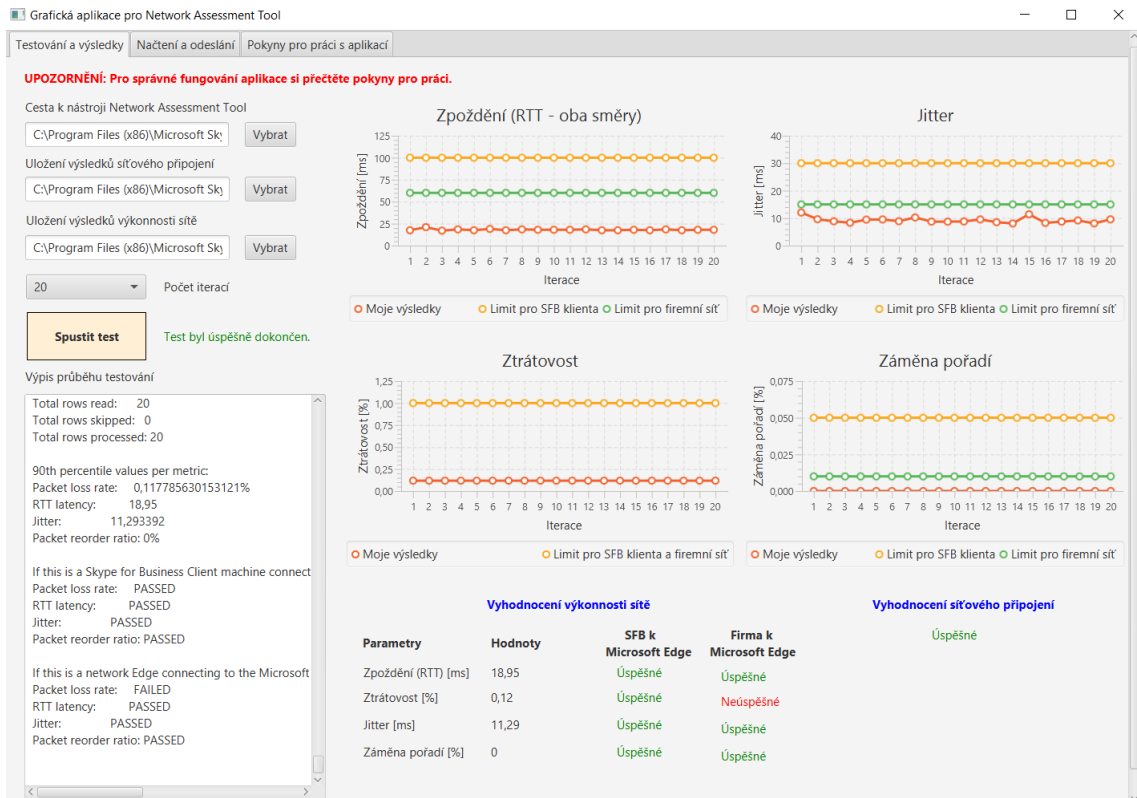 Grafická aplikace pro Network Assessment Tool
Testování a výsledky Načtení a odeslání Pokyny pro práci s aplikací
UPOZORNĚNÍ: Pro správné fungování aplikace si přečtěte pokyny pro práci.
Cesta k nástroji Network Assessment Tool
C:\Program Files (x86)\Microsoft Sky Vybrat
Uložení výsledků síťového připojení
C:\Program Files (x86)\Microsoft Sky Vybrat
Uložení výsledků výkonnosti sítě
C:\Program Files (x86)\Microsoft Sky Vybrat
20 Počet iterací
Spustit test Test byl úspěšně dokončen.
Výpis průběhu testování
Total rows read: 20
Total rows skipped: 0
Total rows processed: 20
90th percentile values per metric:
Packet loss rate: 0,117785630153121%
RTT latency: 18,95
Jitter: 11,293392
Packet reorder ratio: 0%
If this is a Skype for Business Client machine connect
Packet loss rate: PASSED
RTT latency: PASSED
Jitter: PASSED
Packet reorder ratio: PASSED
If this is a network Edge connecting to the Microsoft
Packet loss rate: FAILED
RTT latency: PASSED
Jitter: PASSED
Packet reorder ratio: PASSED
Zpoždění (RTT - oba směry)
Zpoždění [ms]
125
100
75
50
25
0
1 2 3 4 5 6 7 8 9 10 11 12 13 14 15 16 17 18 19 20
Iterace
Moje výsledky Limit pro SFB klienta Limit pro firemní síť
Jitter
Jitter [ms]
40
30
20
10
0
1 2 3 4 5 6 7 8 9 10 11 12 13 14 15 16 17 18 19 20
Iterace
Moje výsledky Limit pro SFB klienta Limit pro firemní síť
Ztrátovost
Ztrátovost [%]
1,25
1,00
0,75
0,50
0,25
0,00
1 2 3 4 5 6 7 8 9 10 11 12 13 14 15 16 17 18 19 20
Iterace
Moje výsledky Limit pro SFB klienta a firemní síť
Záměna pořadí
Záměna pořadí [%]
0,075
0,050
0,025
0,000
1 2 3 4 5 6 7 8 9 10 11 12 13 14 15 16 17 18 19 20
Iterace
Moje výsledky Limit pro SFB klienta Limit pro firemní síť
Vyhodnocení výkonnosti sítě
Parametry Hodnoty SFB k Microsoft Edge Firma k Microsoft Edge
Zpoždění (RTT) [ms] 18,95 Úspěšné Úspěšné
Ztrátovost [%] 0,12 Úspěšné Neúspěšné
Jitter [ms] 11,29 Úspěšné Úspěšné
Záměna pořadí [%] 0 Úspěšné Úspěšné
Vyhodnocení síťového připojení
Úspěšné